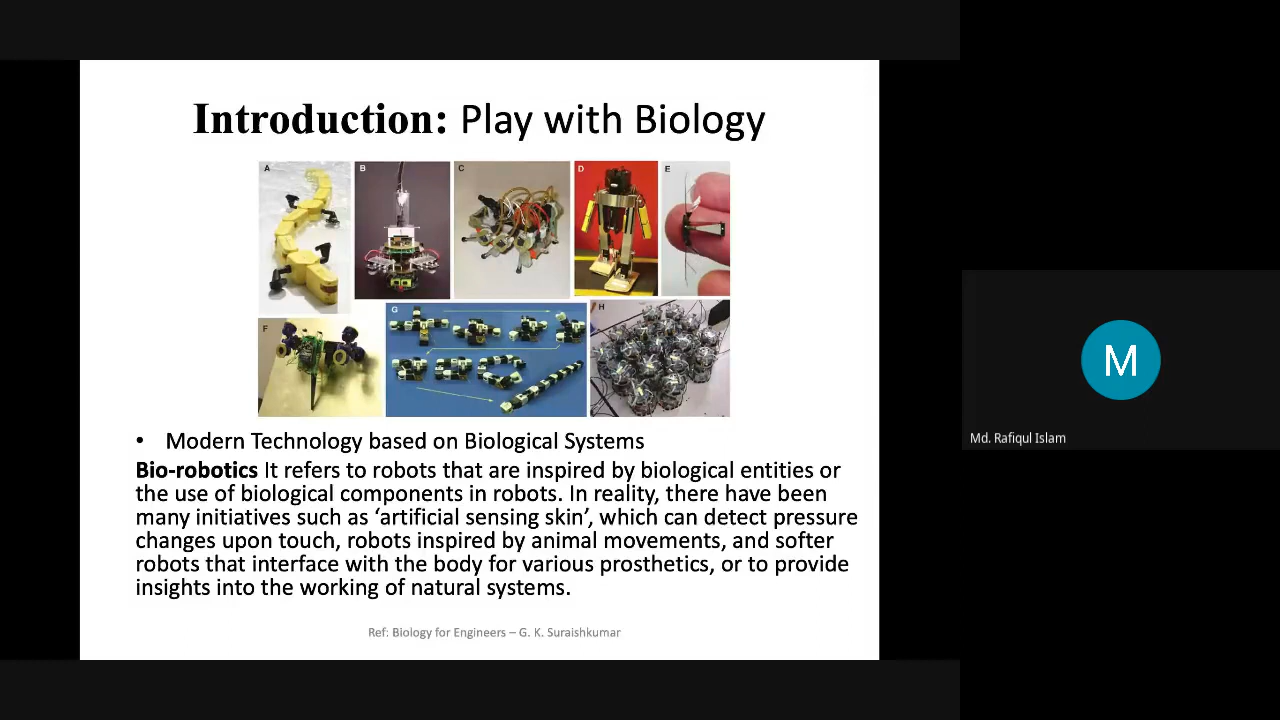 Introduction: Play with Biology
A
B
C
D
E
F
G
H
• Modern Technology based on Biological Systems
Bio-robotics It refers to robots that are inspired by biological entities or
the use of biological components in robots. In reality, there have been
many initiatives such as ‘artificial sensing skin’, which can detect pressure
changes upon touch, robots inspired by animal movements, and softer
robots that interface with the body for various prosthetics, or to provide
insights into the working of natural systems.
Ref: Biology for Engineers – G. K. Suraishkumar
M
Md. Rafiqul Islam